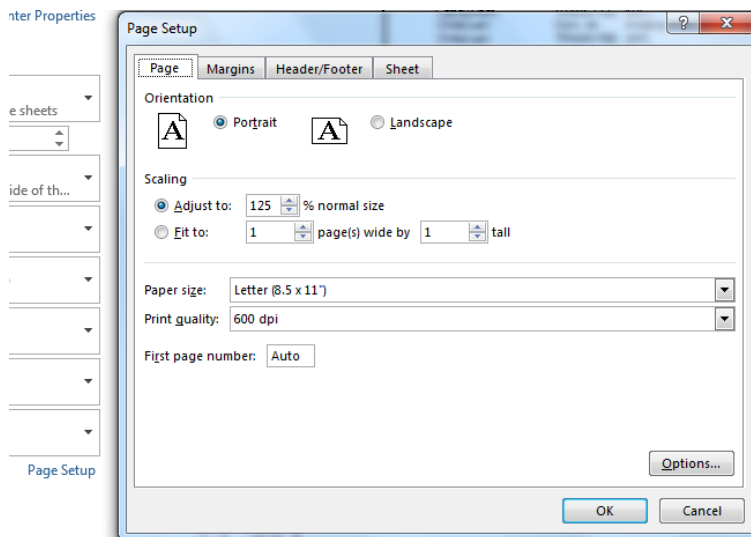 nter Properties
Page Setup
?
X
Page
Margins
Header/Footer
Sheet
Orientation
A
Portrait
A
Landscape
e sheets
ide of th...
Scaling
Adjust to: 125 % normal size
Fit to: 1 page(s) wide by 1 tall
Paper size: Letter (8.5 x 11")
Print quality: 600 dpi
First page number: Auto
Page Setup
Options...
OK
Cancel